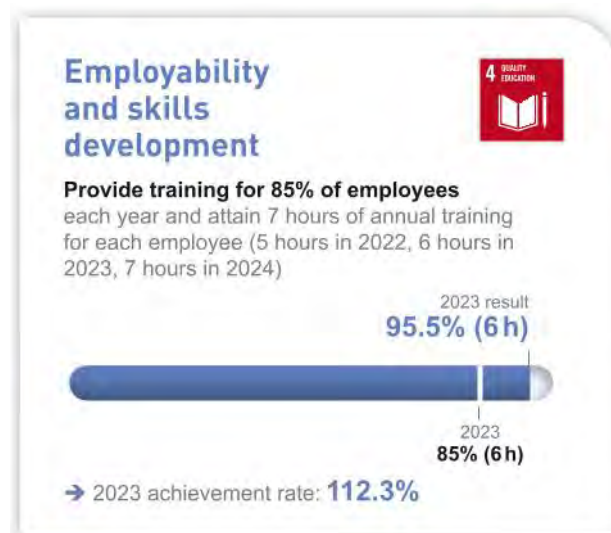 Employability
and skills
development
4 QUALITY
EDUCATION
Provide training for 85% of employees
each year and attain 7 hours of annual training
for each employee (5 hours in 2022, 6 hours in
2023, 7 hours in 2024)
2023 result
95.5% (6 h)
2023
85% (6 h)
➔ 2023 achievement rate: 112.3%